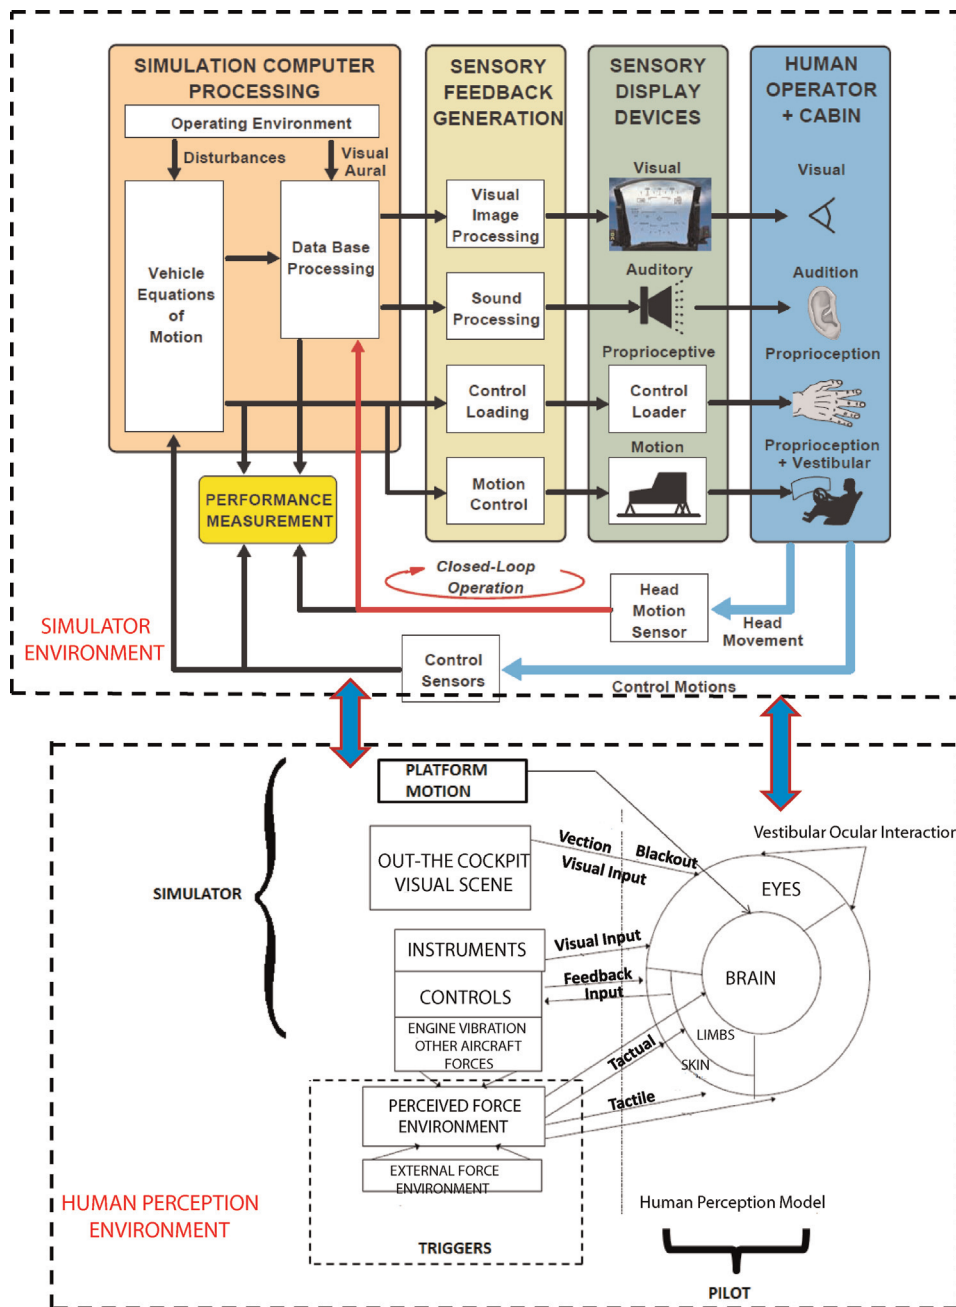 SIMULATION COMPUTER
PROCESSING
SENSORY
FEEDBACK
GENERATION
SENSORY
DISPLAY
DEVICES
HUMAN
OPERATOR
+ CABIN
Operating Environment
Disturbances
Visual
Aural
Vehicle
Equations
of
Motion
Data Base
Processing
Visual
Image
Processing
Sound
Processing
Control
Loading
Motion
Control
Visual
Auditory
Proprioceptive
Control
Loader
Motion
Visual
Audition
Proprioception
Proprioception
+ Vestibular
PERFORMANCE
MEASUREMENT
Closed-Loop
Operation
Head
Motion
Sensor
Head
Movement
SIMULATOR
ENVIRONMENT
Control
Sensors
Control Motions
PLATFORM
MOTION
OUT-THE COCKPIT
VISUAL SCENE
Vection
Blackout
Visual Input
Vestibular Ocular Interaction
EYES
SIMULATOR
INSTRUMENTS
Visual Input
CONTROLS
Feedback
Input
BRAIN
ENGINE VIBRATION
OTHER AIRCRAFT
FORCES
LIMBS
SKIN
Tactual
Tactile
PERCEIVED FORCE
ENVIRONMENT
EXTERNAL FORCE
ENVIRONMENT
HUMAN PERCEPTION
ENVIRONMENT
TRIGGERS
Human Perception Model
PILOT